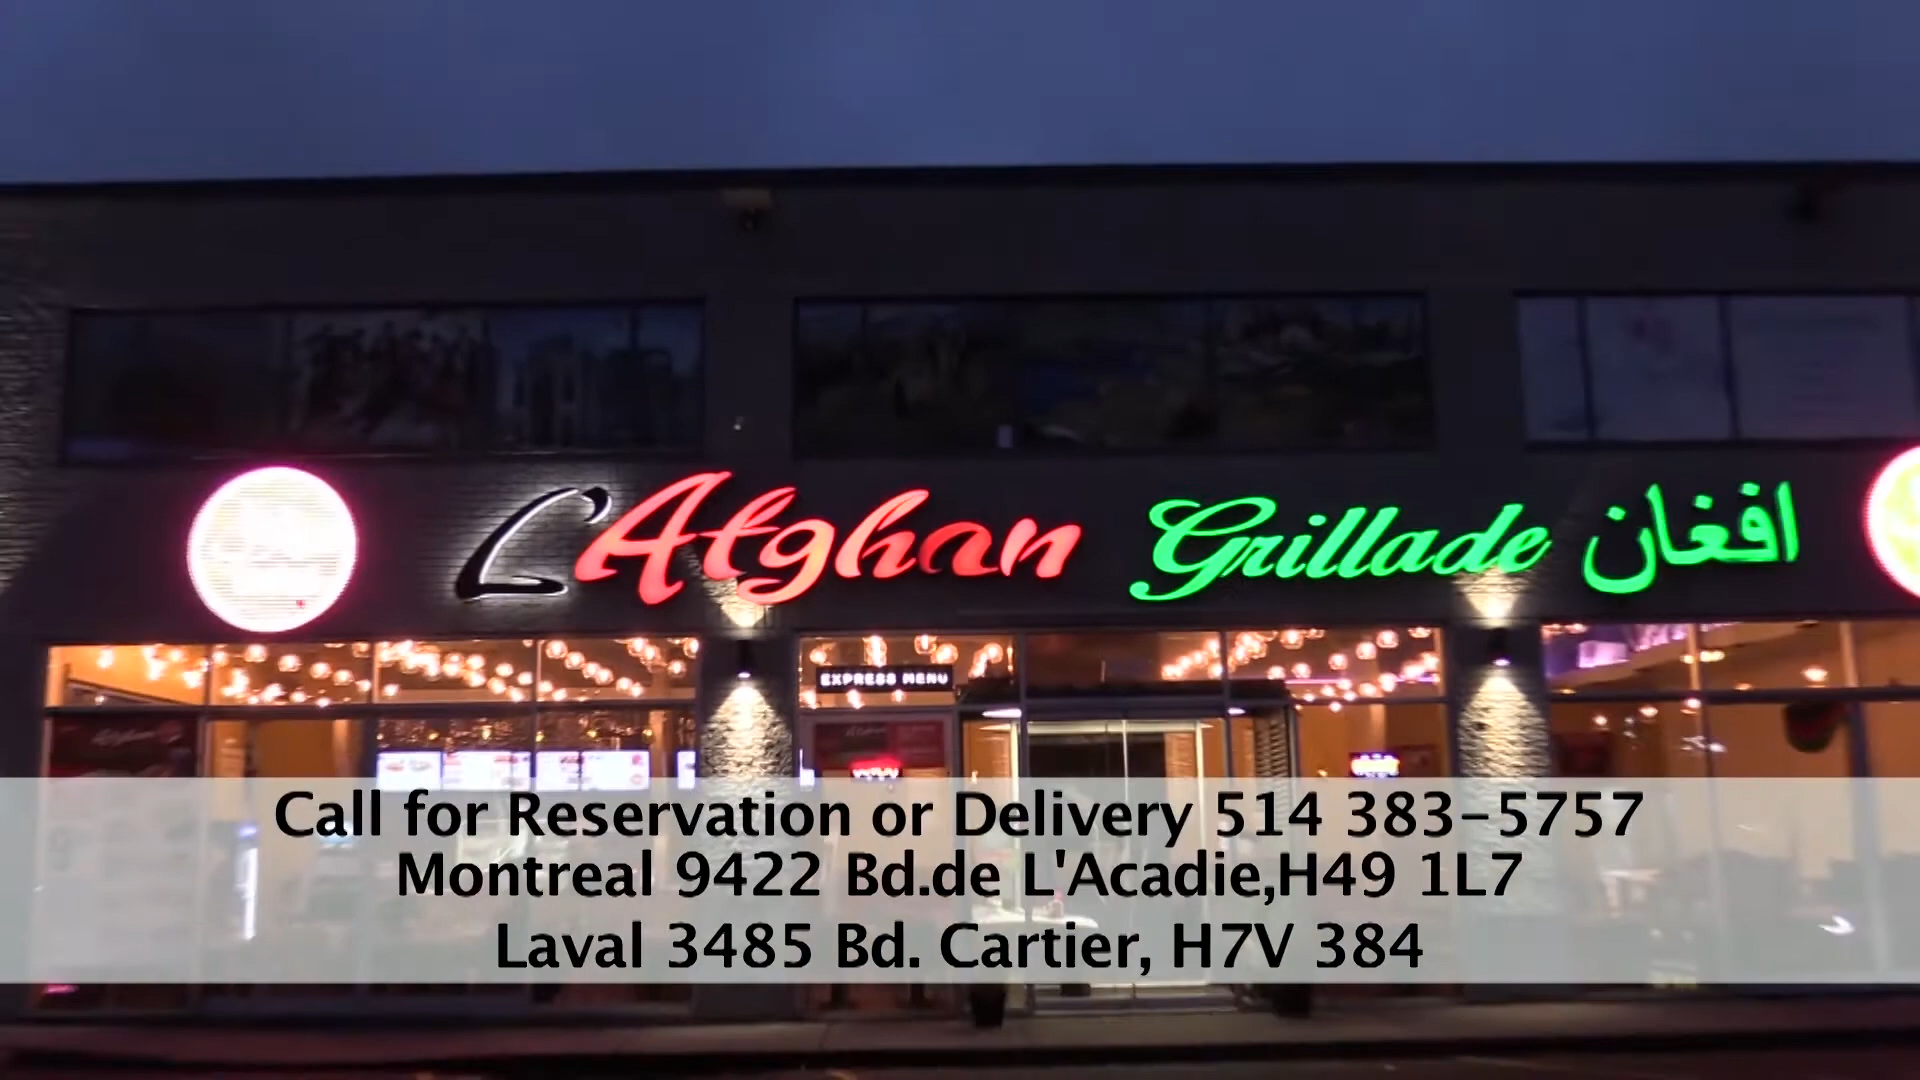 L'Afghan Grillade افغان
EXPRESS MENU
Call for Reservation or Delivery 514 383-5757
Montreal 9422 Bd.de L'Acadie,H49 1L7
Laval 3485 Bd. Cartier, H7V 384